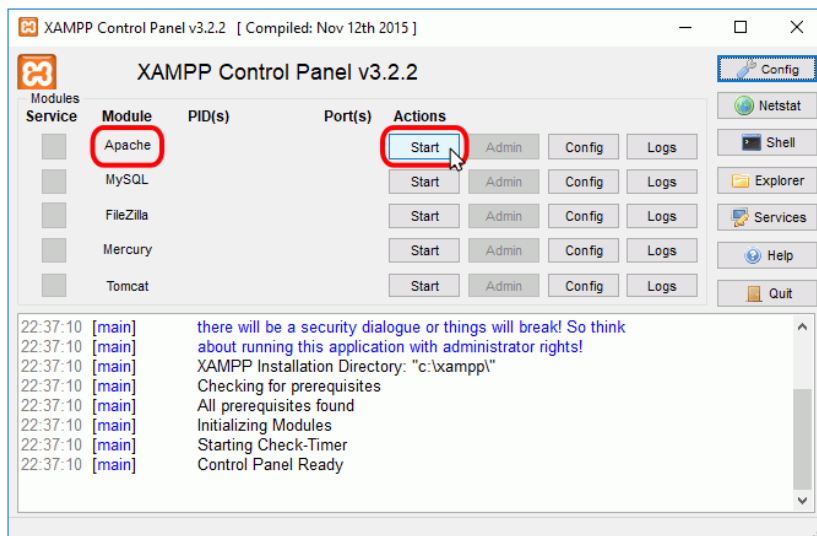 XAMPP Control Panel v3.2.2 [ Compiled: Nov 12th 2015 ]
XAMPP Control Panel v3.2.2
Config
Modules
Netstat
Service Module PID(s) Port(s) Actions
Apache Start Admin Config Logs
Shell
MySQL Start Admin Config Logs
Explorer
FileZilla Start Admin Config Logs
Services
Mercury Start Admin Config Logs
Help
Tomcat Start Admin Config Logs
Quit
22:37:10 [main] there will be a security dialogue or things will break! So think
22:37:10 [main] about running this application with administrator rights!
22:37:10 [main] XAMPP Installation Directory: "c:\xampp\"
22:37:10 [main] Checking for prerequisites
22:37:10 [main] All prerequisites found
22:37:10 [main] Initializing Modules
22:37:10 [main] Starting Check-Timer
22:37:10 [main] Control Panel Ready